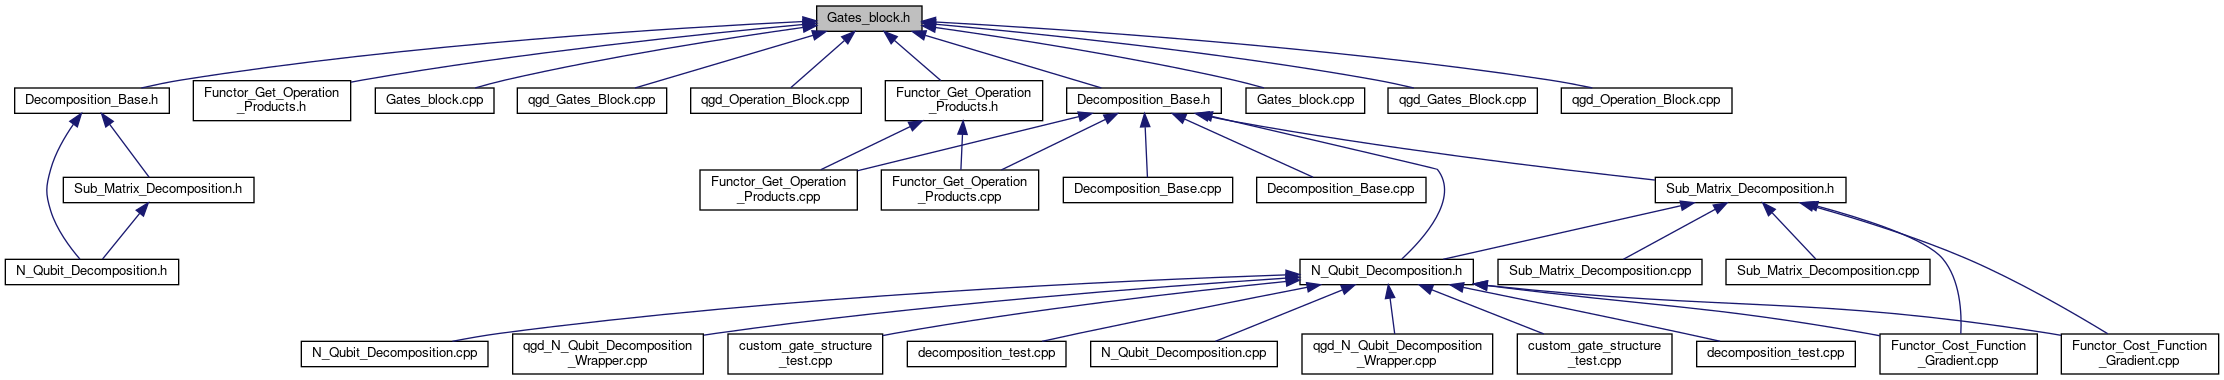 Gates_block.h
Decomposition_Base.h
Functor_Get_Operation
_Products.h
Gates_block.cpp
qgd_Gates_Block.cpp
qgd_Operation_Block.cpp
Functor_Get_Operation
_Products.h
Decomposition_Base.h
Gates_block.cpp
qgd_Gates_Block.cpp
qgd_Operation_Block.cpp
Sub_Matrix_Decomposition.h
Functor_Get_Operation
_Products.cpp
Functor_Get_Operation
_Products.cpp
Decomposition_Base.cpp
Decomposition_Base.cpp
Sub_Matrix_Decomposition.h
N_Qubit_Decomposition.h
N_Qubit_Decomposition.h
Sub_Matrix_Decomposition.cpp
Sub_Matrix_Decomposition.cpp
N_Qubit_Decomposition.cpp
qgd_N_Qubit_Decomposition
_Wrapper.cpp
custom_gate_structure
_test.cpp
decomposition_test.cpp
N_Qubit_Decomposition.cpp
qgd_N_Qubit_Decomposition
_Wrapper.cpp
custom_gate_structure
_test.cpp
decomposition_test.cpp
Functor_Cost_Function
_Gradient.cpp
Functor_Cost_Function
_Gradient.cpp